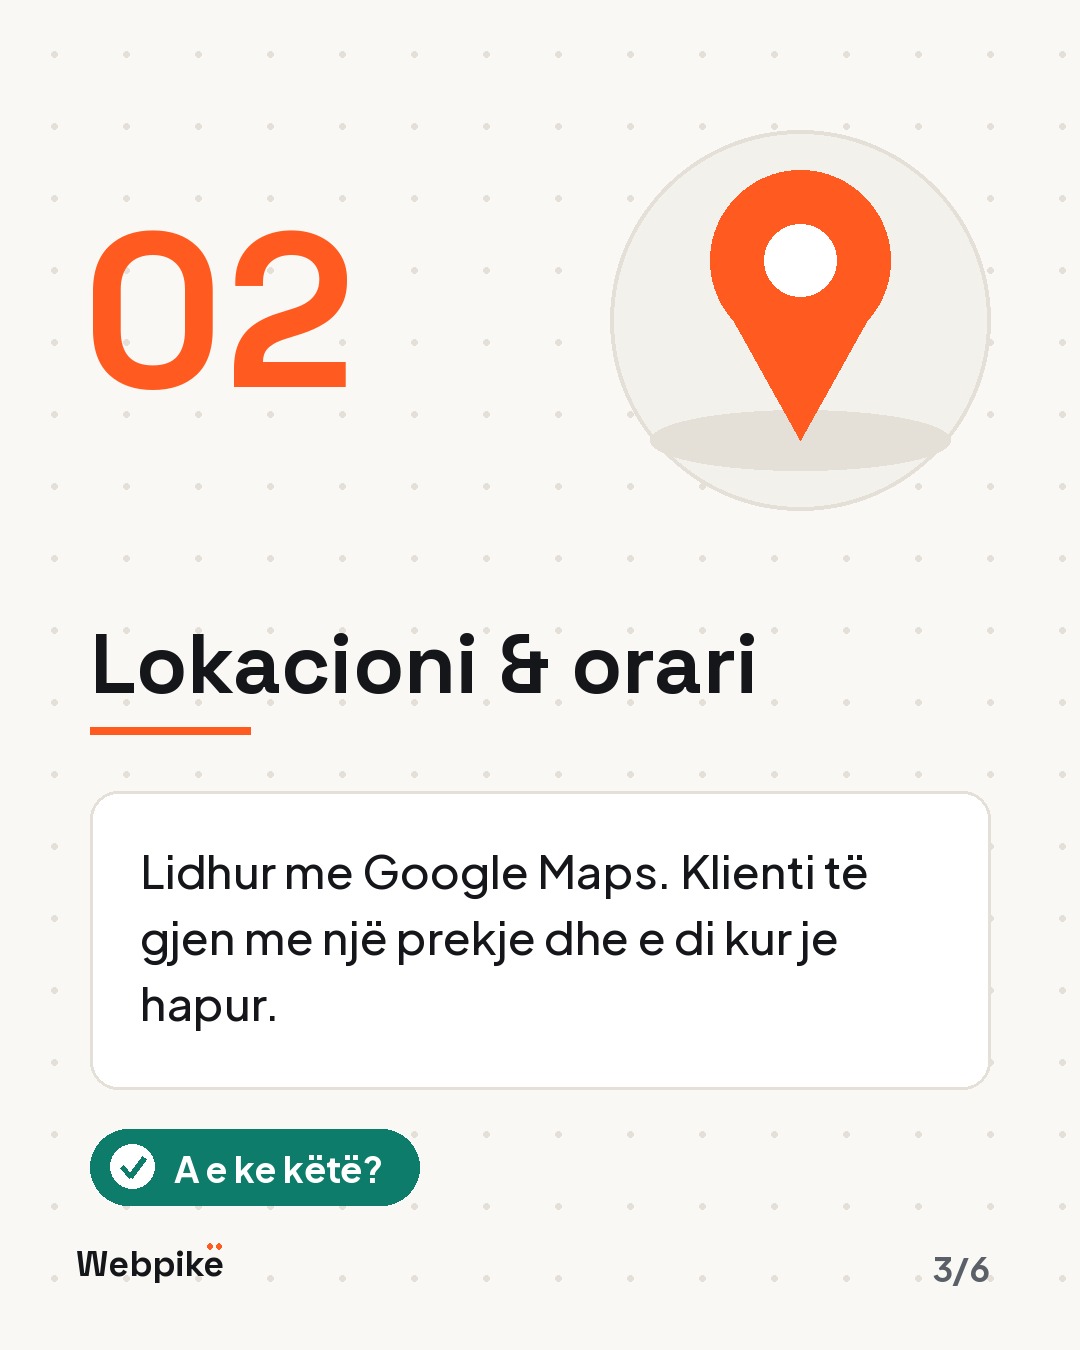 02
Lokacioni & orari
Lidhur me Google Maps. Klienti të
gjen me një prekje dhe e di kur je
hapur.
A e ke këtë?
Webpikë
3/6